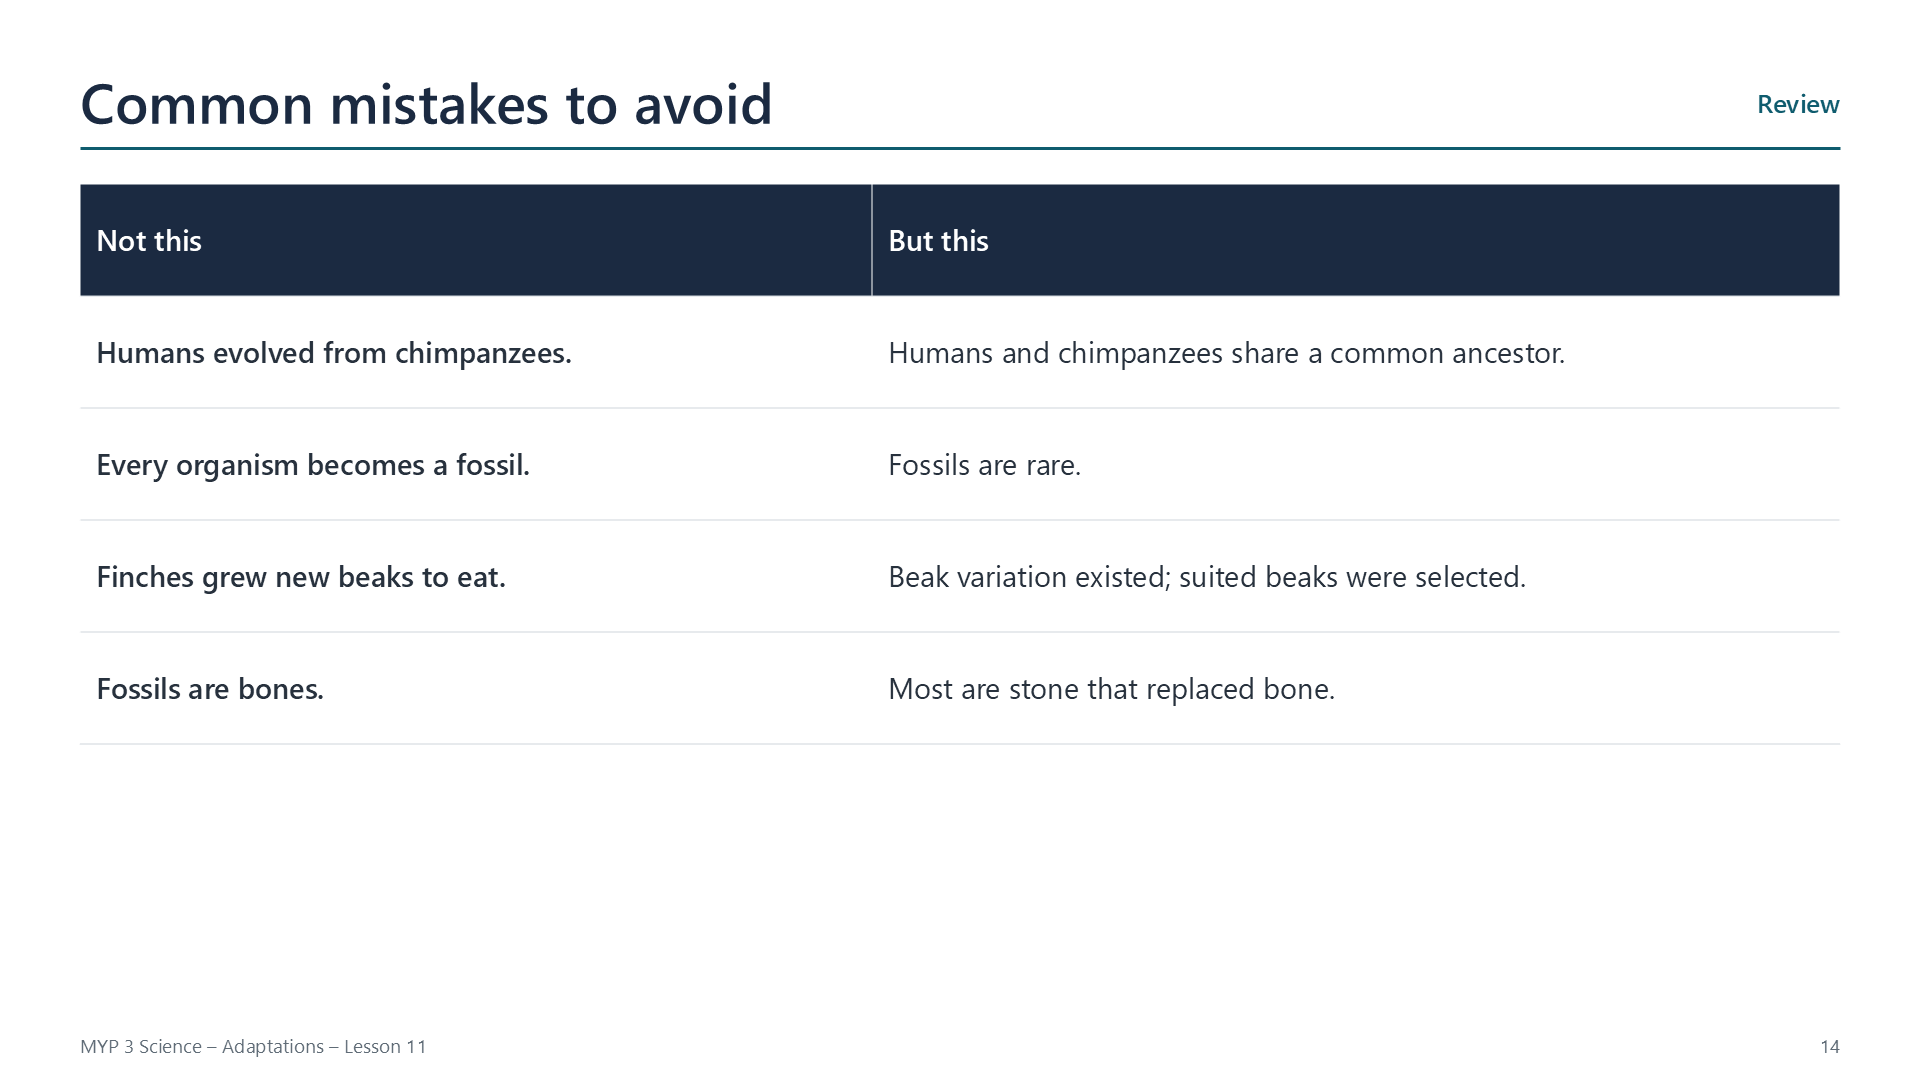 Common mistakes to avoid
Review
Not this
But this
Humans evolved from chimpanzees.
Humans and chimpanzees share a common ancestor.
Every organism becomes a fossil.
Fossils are rare.
Finches grew new beaks to eat.
Beak variation existed; suited beaks were selected.
Fossils are bones.
Most are stone that replaced bone.
MYP 3 Science – Adaptations – Lesson 11
14